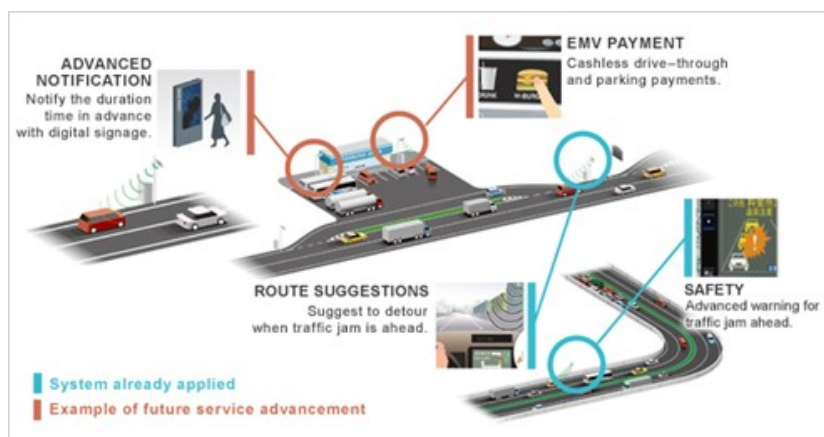 ADVANCED
NOTIFICATION
Notify the duration
time in advance
with digital signage.
EMV PAYMENT
Cashless drive-through
and parking payments.
ROUTE SUGGESTIONS
Suggest to detour
when traffic jam is ahead.
SAFETY
Advanced warning for
traffic jam ahead.
System already applied
Example of future service advancement